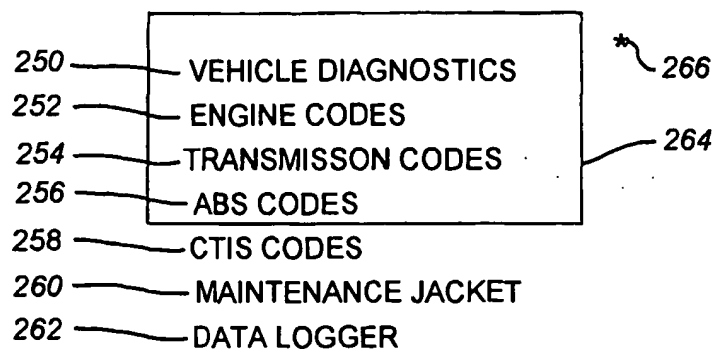 250 VEHICLE DIAGNOSTICS * 266
252 ENGINE CODES
254 TRANSMISSON CODES 264
256 ABS CODES
258 CTIS CODES
260 MAINTENANCE JACKET
262 DATA LOGGER